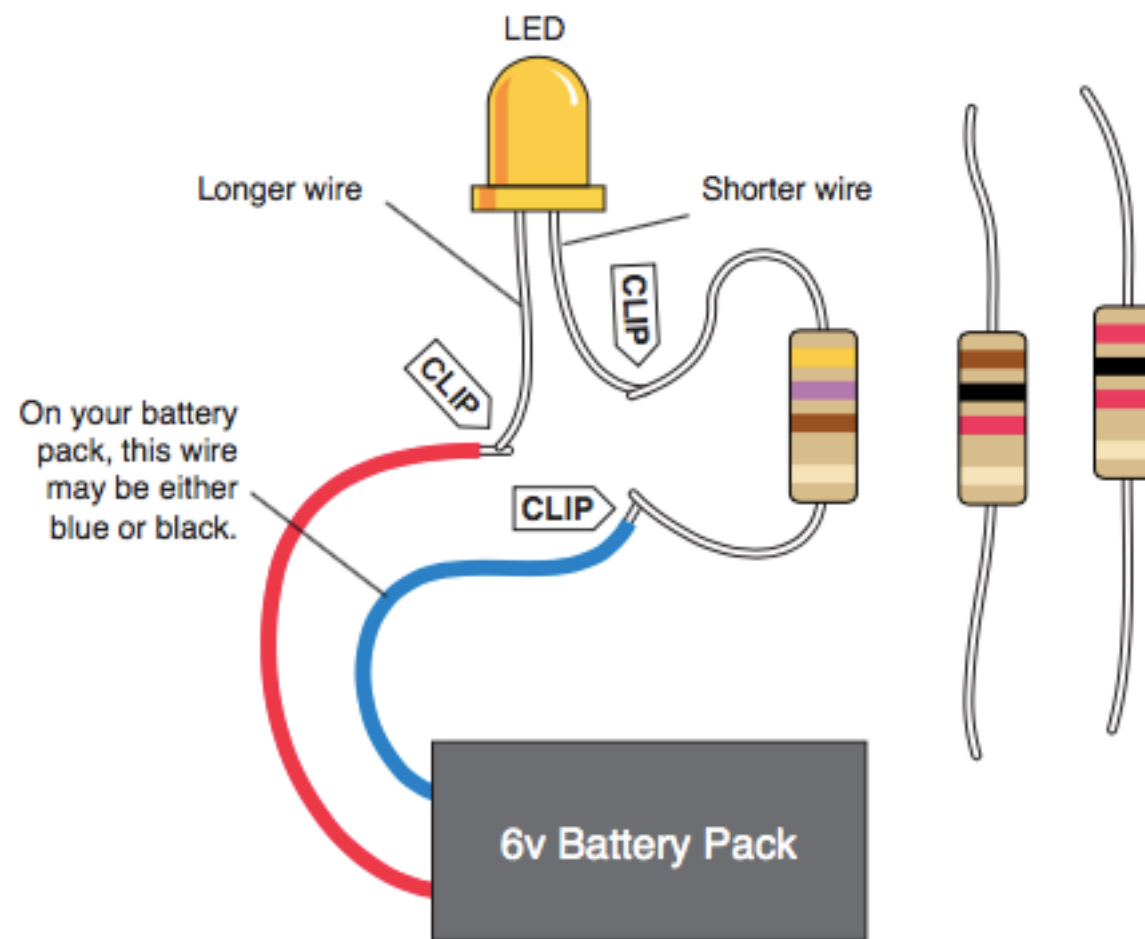 LED
Longer wire
Shorter wire
CLIP
CLIP
On your battery
pack, this wire
may be either
blue or black.
CLIP
6v Battery Pack